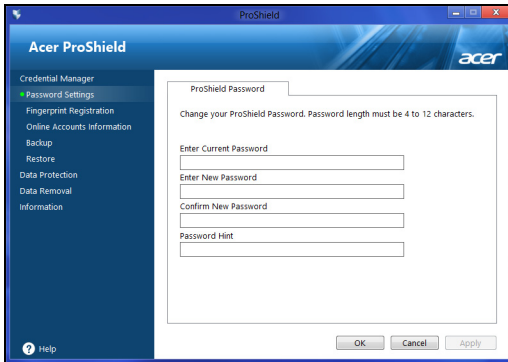 ProShield
Acer ProShield
acer
Credential Manager
Password Settings
Fingerprint Registration
Online Accounts Information
Backup
Restore
Data Protection
Data Removal
Information
Help
ProShield Password
Change your ProShield Password. Password length must be 4 to 12 characters.
Enter Current Password
Enter New Password
Confirm New Password
Password Hint
OK Cancel Apply